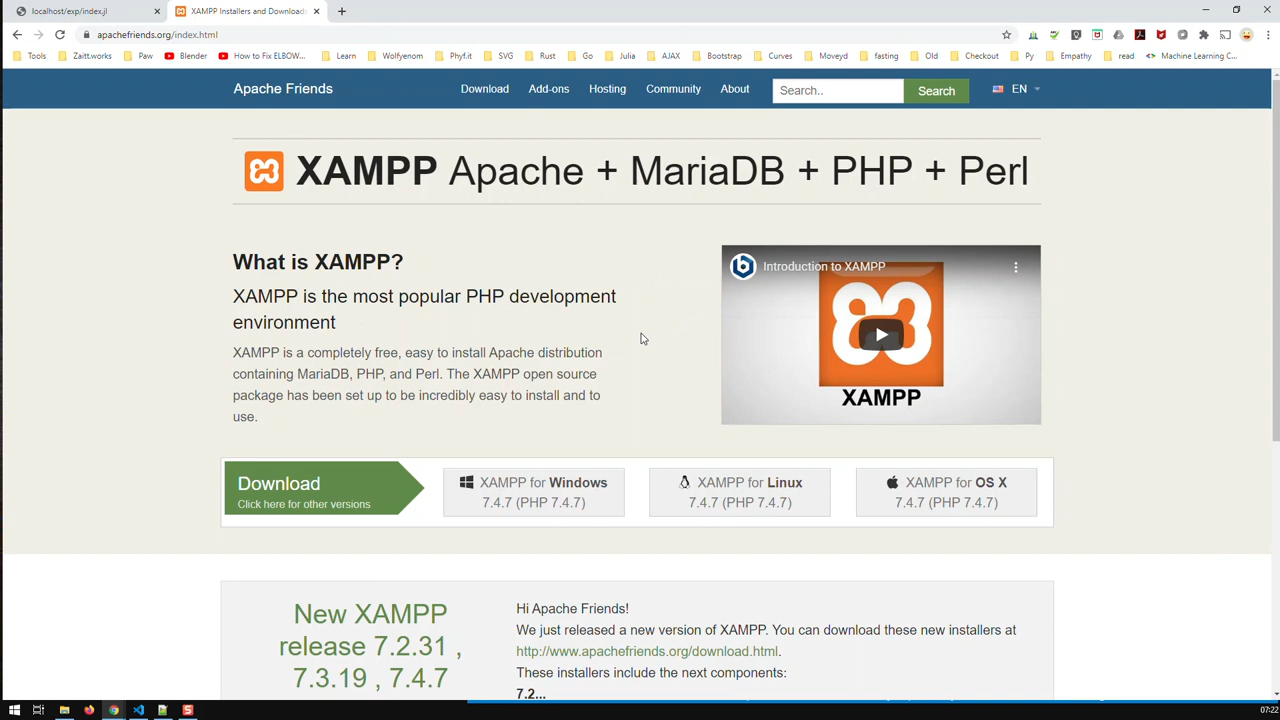 localhost/exp/index.jl
XAMPP Installers and Downloads
apachefriends.org/index.html
Tools Zaitt.works Paw Blender How to Fix ELBOW... Learn Wolfyenom Phyf.it SVG Rust Go Julia AJAX Bootstrap Curves Moveyd fasting Old Checkout Py Empathy read Machine Learning C...
Apache Friends Download Add-ons Hosting Community About Search.. Search EN
XAMPP Apache + MariaDB + PHP + Perl
What is XAMPP?
XAMPP is the most popular PHP development
environment
XAMPP is a completely free, easy to install Apache distribution
containing MariaDB, PHP, and Perl. The XAMPP open source
package has been set up to be incredibly easy to install and to
use.
Introduction to XAMPP
XAMPP
Download
Click here for other versions
XAMPP for Windows
7.4.7 (PHP 7.4.7)
XAMPP for Linux
7.4.7 (PHP 7.4.7)
XAMPP for OS X
7.4.7 (PHP 7.4.7)
New XAMPP
release 7.2.31 ,
7.3.19 , 7.4.7
Hi Apache Friends!
We just released a new version of XAMPP. You can download these new installers at
http://www.apachefriends.org/download.html.
These installers include the next components:
7.2...
07:22